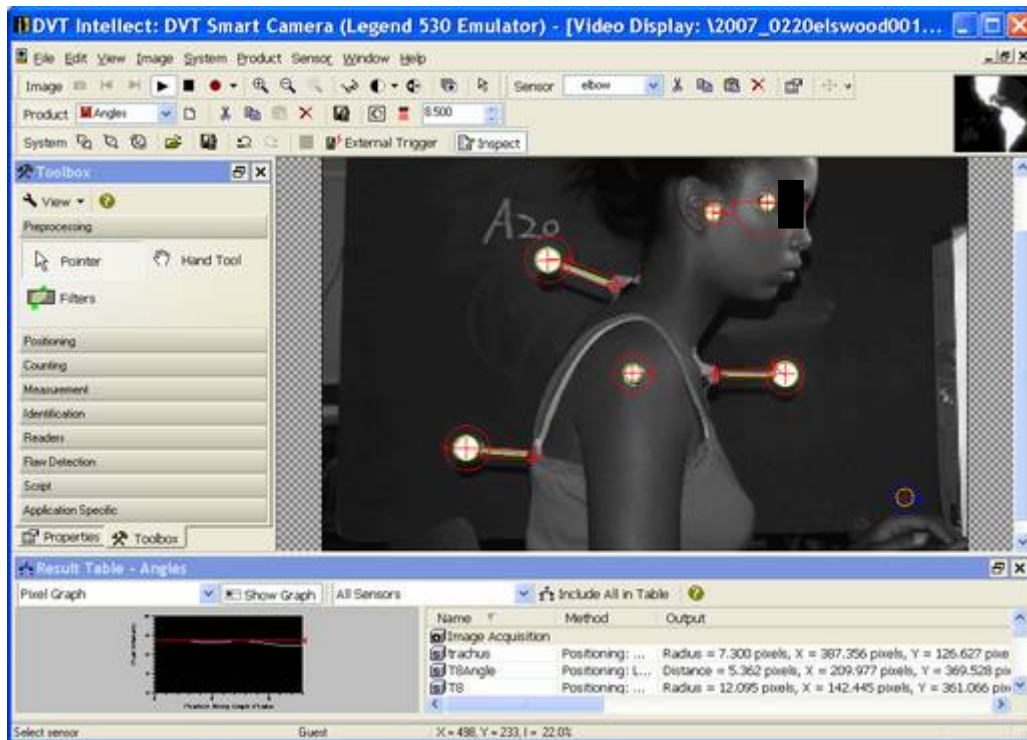 DVT Intellect: DVT Smart Camera (Legend 530 Emulator) - [Video Display: \2007_0220elswood001...
File Edit View Image System Product Sensor Window Help
Image Sensor elbow
Product Angles 8.500
System External Trigger Inspect
Toolbox
View
Preprocessing
Pointer Hand Tool
Filters
Positioning
Counting
Measurement
Identification
Readers
Flaw Detection
Script
Application Specific
Properties Toolbox
A20
Result Table - Angles
Pixel Graph Show Graph All Sensors Include All in Table
Name Method Output
Image Acquisition
trachus Positioning: ... Radius = 7.300 pixels, X = 387.356 pixels, Y = 126.627 pixe
T8Angle Positioning: L... Distance = 5.362 pixels, X = 209.977 pixels, Y = 369.528 pix
T8 Positioning: ... Radius = 12.095 pixels, X = 142.445 pixels, Y = 361.066 pix
Select sensor Guest X = 498, Y = 233, I = 22.0%